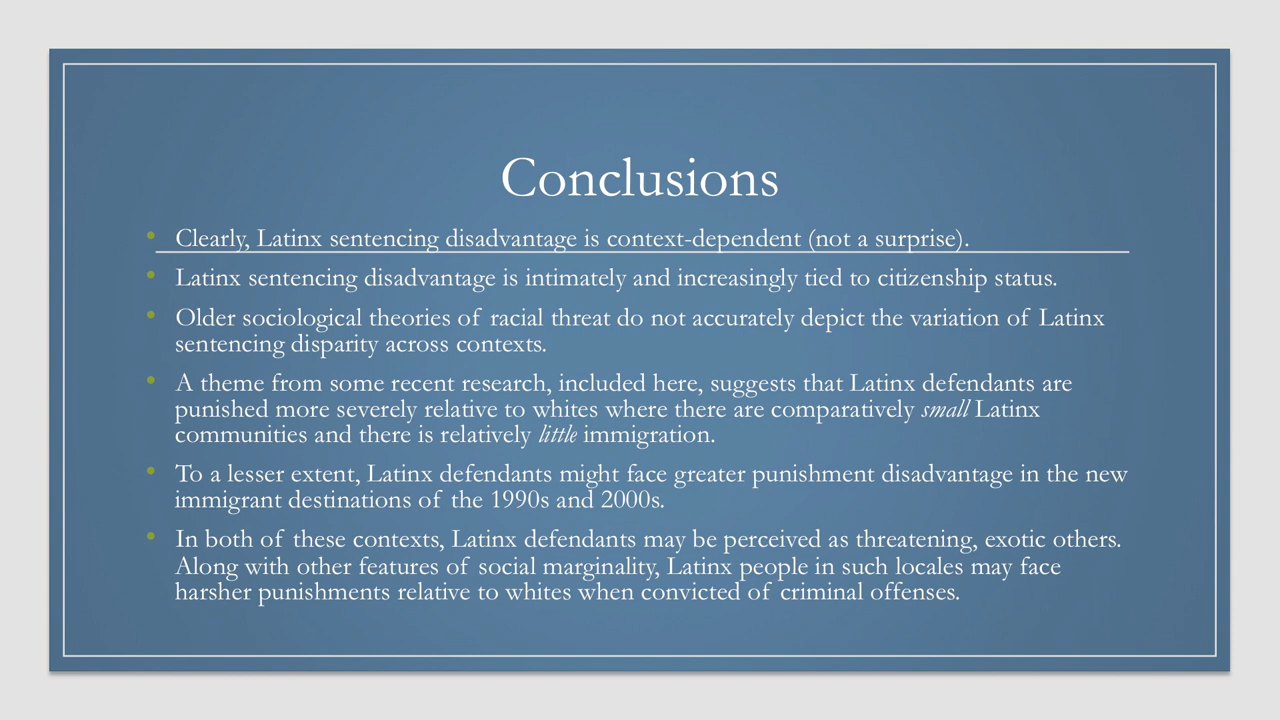 Conclusions
• Clearly, Latinx sentencing disadvantage is context-dependent (not a surprise).
• Latinx sentencing disadvantage is intimately and increasingly tied to citizenship status.
• Older sociological theories of racial threat do not accurately depict the variation of Latinx
sentencing disparity across contexts.
• A theme from some recent research, included here, suggests that Latinx defendants are
punished more severely relative to whites where there are comparatively small Latinx
communities and there is relatively little immigration.
• To a lesser extent, Latinx defendants might face greater punishment disadvantage in the new
immigrant destinations of the 1990s and 2000s.
• In both of these contexts, Latinx defendants may be perceived as threatening, exotic others.
Along with other features of social marginality, Latinx people in such locales may face
harsher punishments relative to whites when convicted of criminal offenses.